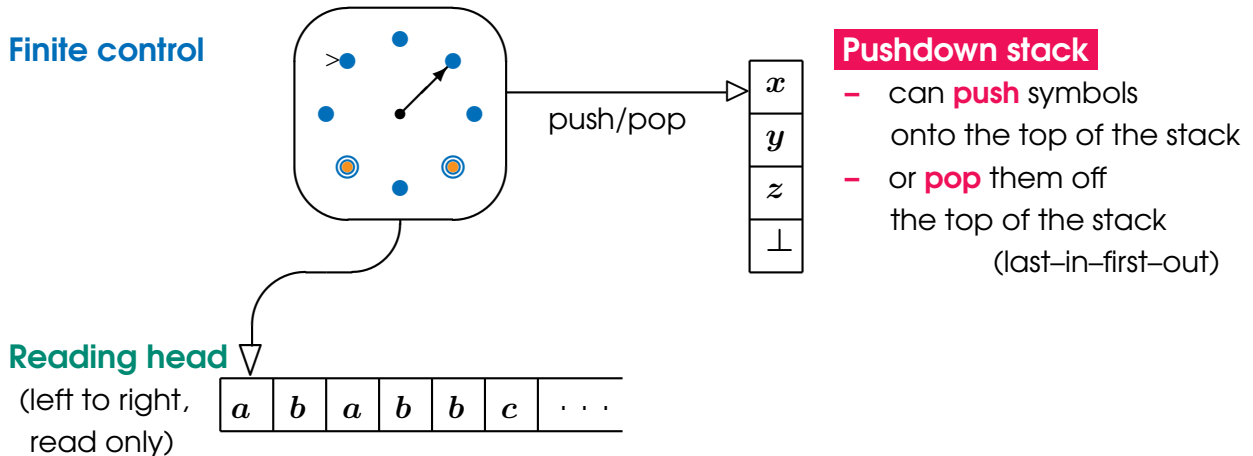 Finite control
>
push/pop
x
y
z
⊥
Pushdown stack
– can push symbols
onto the top of the stack
– or pop them off
the top of the stack
(last–in–first–out)
Reading head
(left to right,
read only)
a b a b b c · · ·